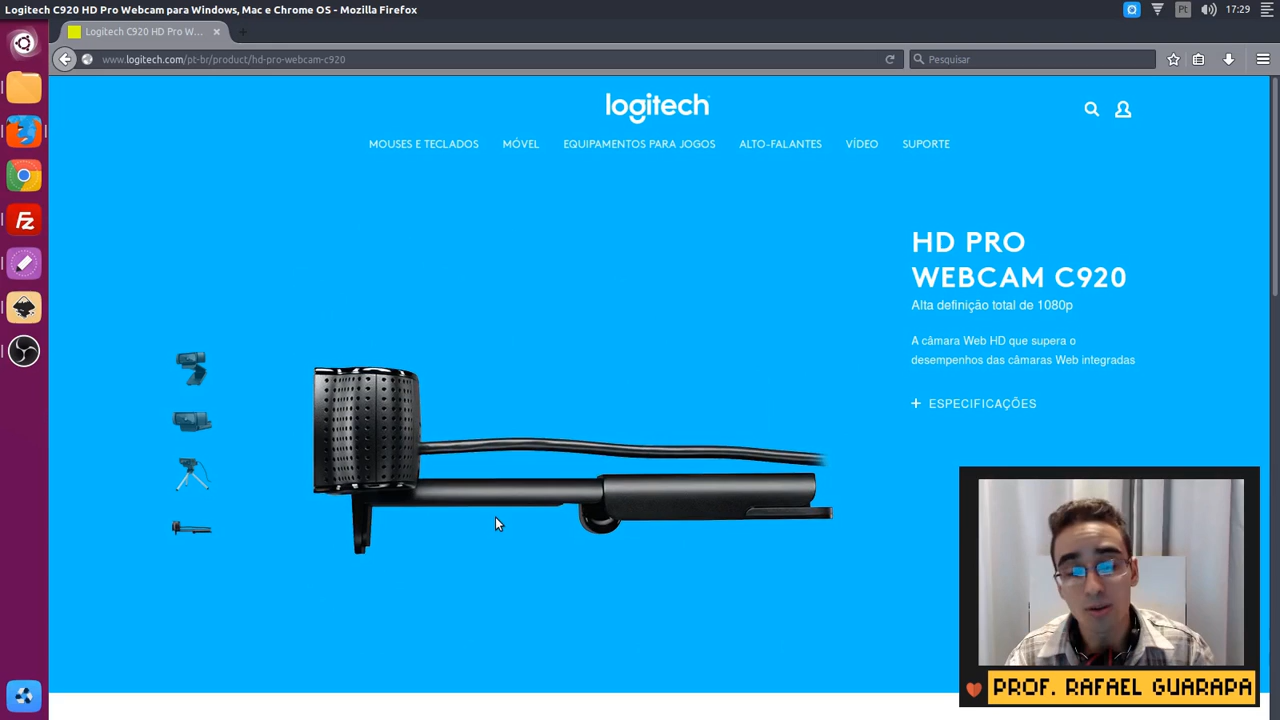 Logitech C920 HD Pro Webcam para Windows, Mac e Chrome OS - Mozilla Firefox
Pt
17:29
Logitech C920 HD Pro W...
www.logitech.com/pt-br/product/hd-pro-webcam-c920
Pesquisar
logitech
MOUSES E TECLADOS
MÓVEL
EQUIPAMENTOS PARA JOGOS
ALTO-FALANTES
VÍDEO
SUPORTE
HD PRO
WEBCAM C920
Alta definição total de 1080p
A câmara Web HD que supera o
desempenhos das câmaras Web integradas
+ ESPECIFICAÇÕES
PROF. RAFAEL GUARAPA